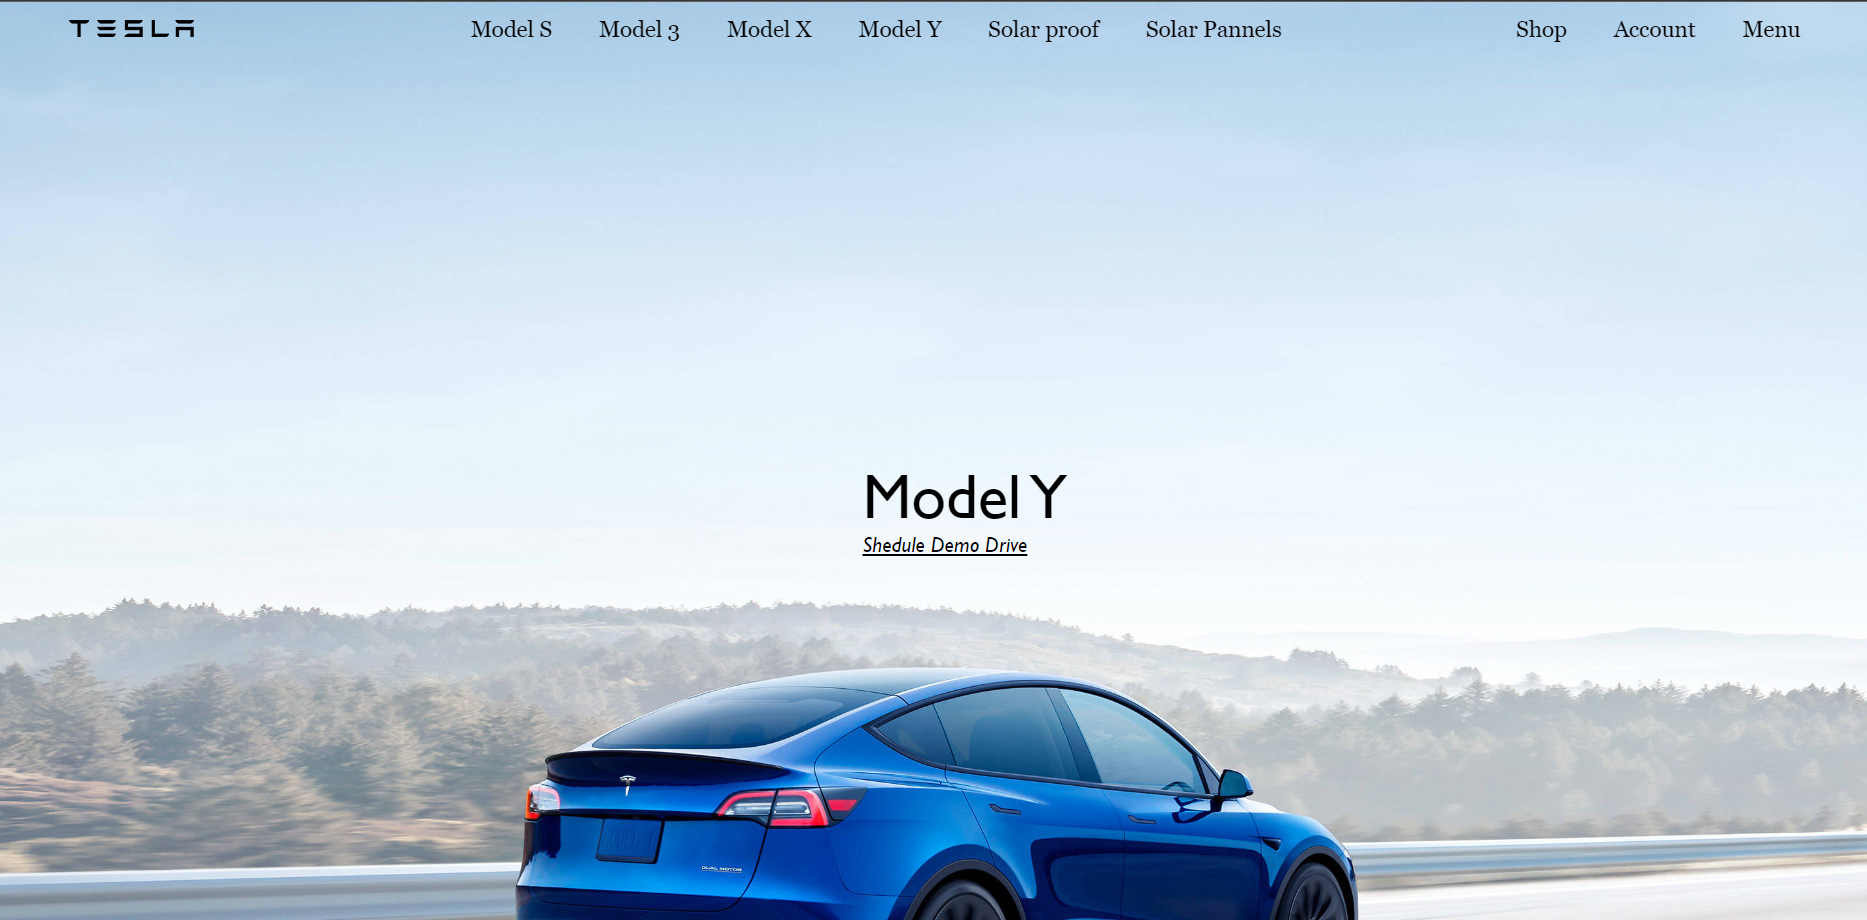 TESLA Model S Model 3 Model X Model Y Solar proof Solar Pannels Shop Account Menu
Model Y
Shedule Demo Drive
DUAL MOTOR